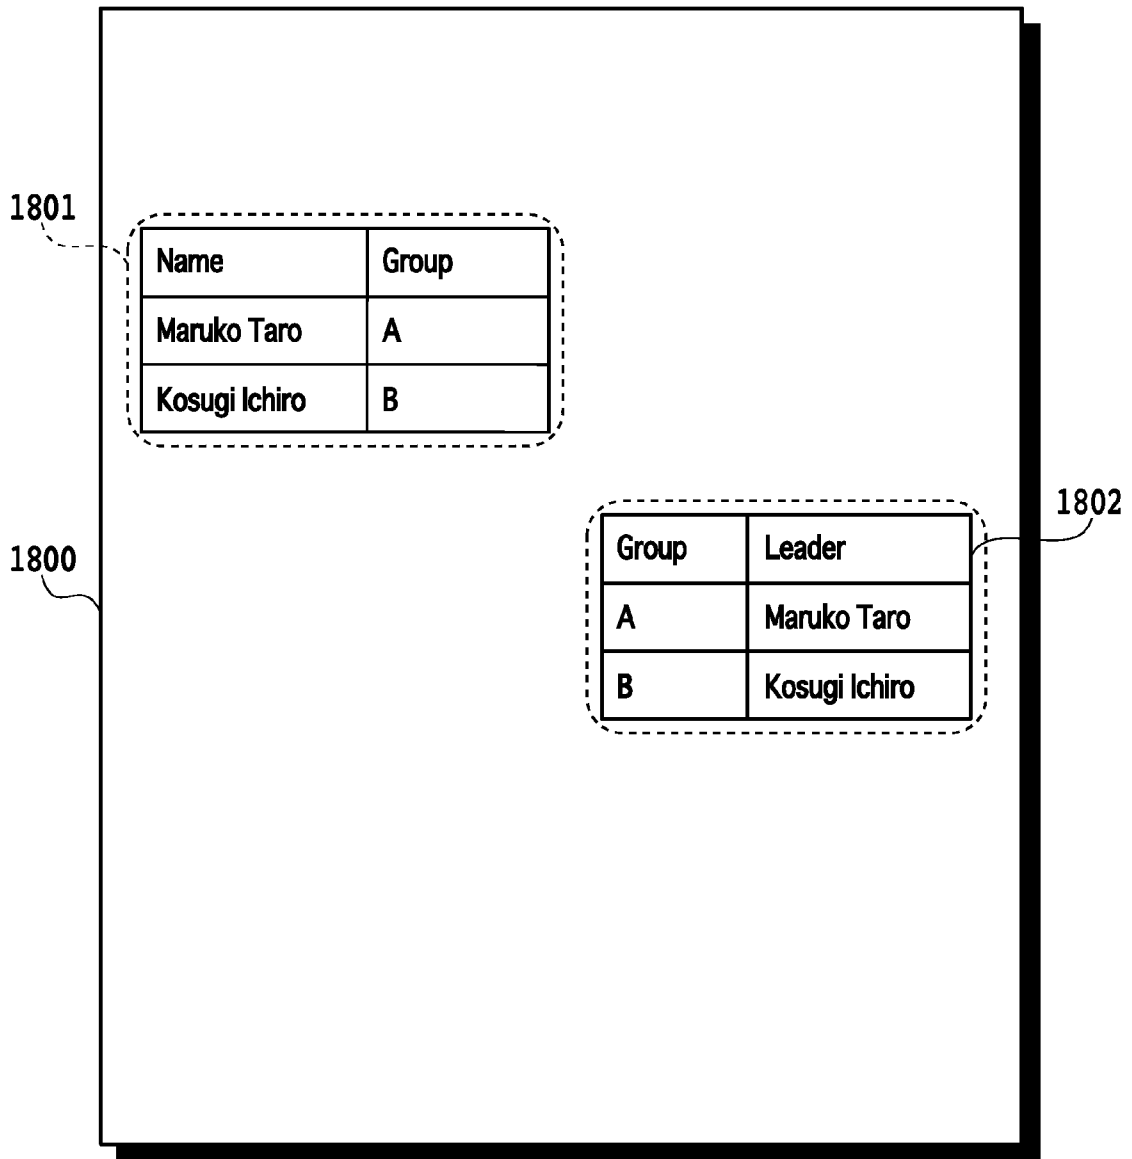 1801
Name Group
Maruko Taro A
Kosugi Ichiro B
1802
Group Leader
1800
A Maruko Taro
B Kosugi Ichiro